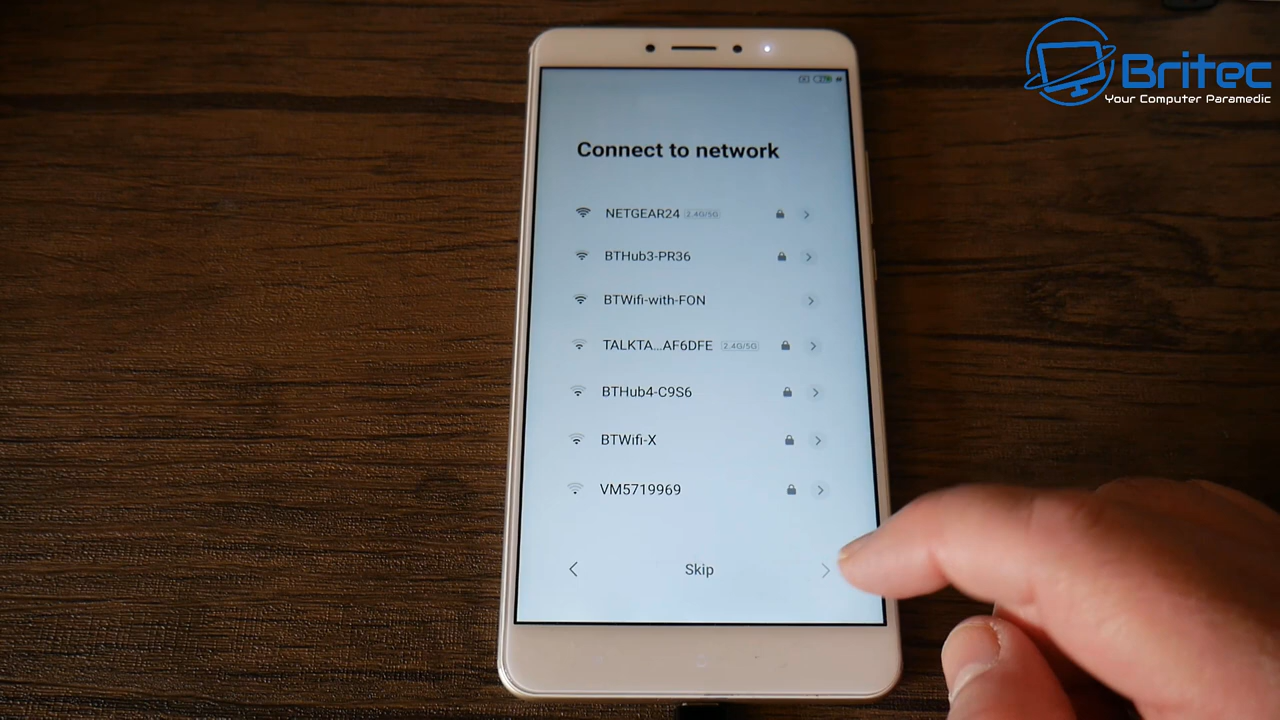 Britec
Your Computer Paramedic
Connect to network
NETGEAR24 2.4G/5G
BTHub3-PR36
BTWifi-with-FON
TALKTA...AF6DFE 2.4G/5G
BTHub4-C9S6
BTWifi-X
VM5719969
Skip